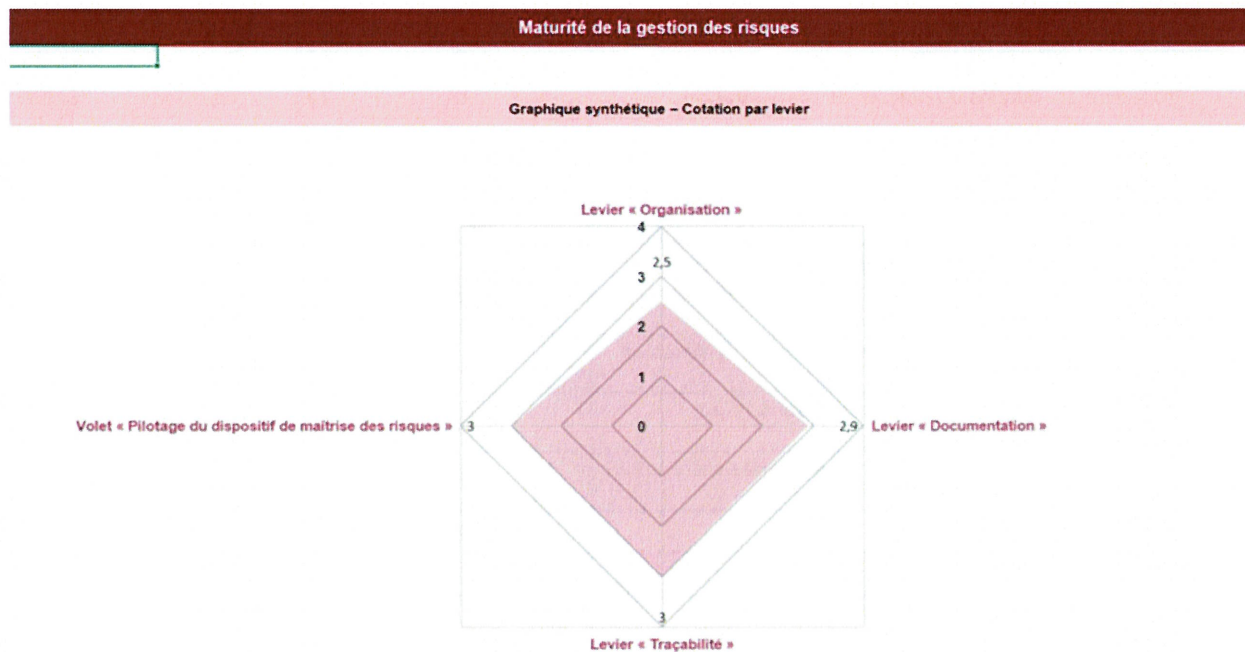 Maturité de la gestion des risques
Graphique synthétique – Cotation par levier
Levier « Organisation »
4
2,5
3
2
1
Volet « Pilotage du dispositif de maîtrise des risques »
3
0
2,9
Levier « Documentation »
3
Levier « Traçabilité »